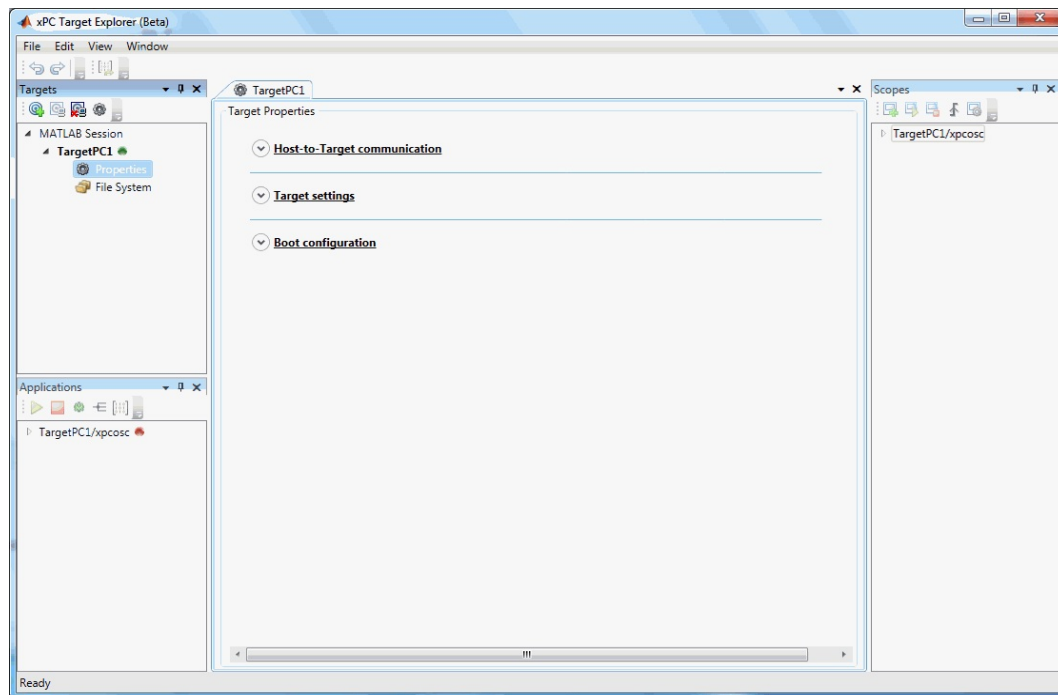 xPC Target Explorer (Beta)
File Edit View Window
Targets
MATLAB Session
TargetPC1
Properties
File System
Applications
TargetPC1/xpcosc
TargetPC1
Target Properties
Host-to-Target communication
Target settings
Boot configuration
Scopes
TargetPC1/xpcosc
Ready